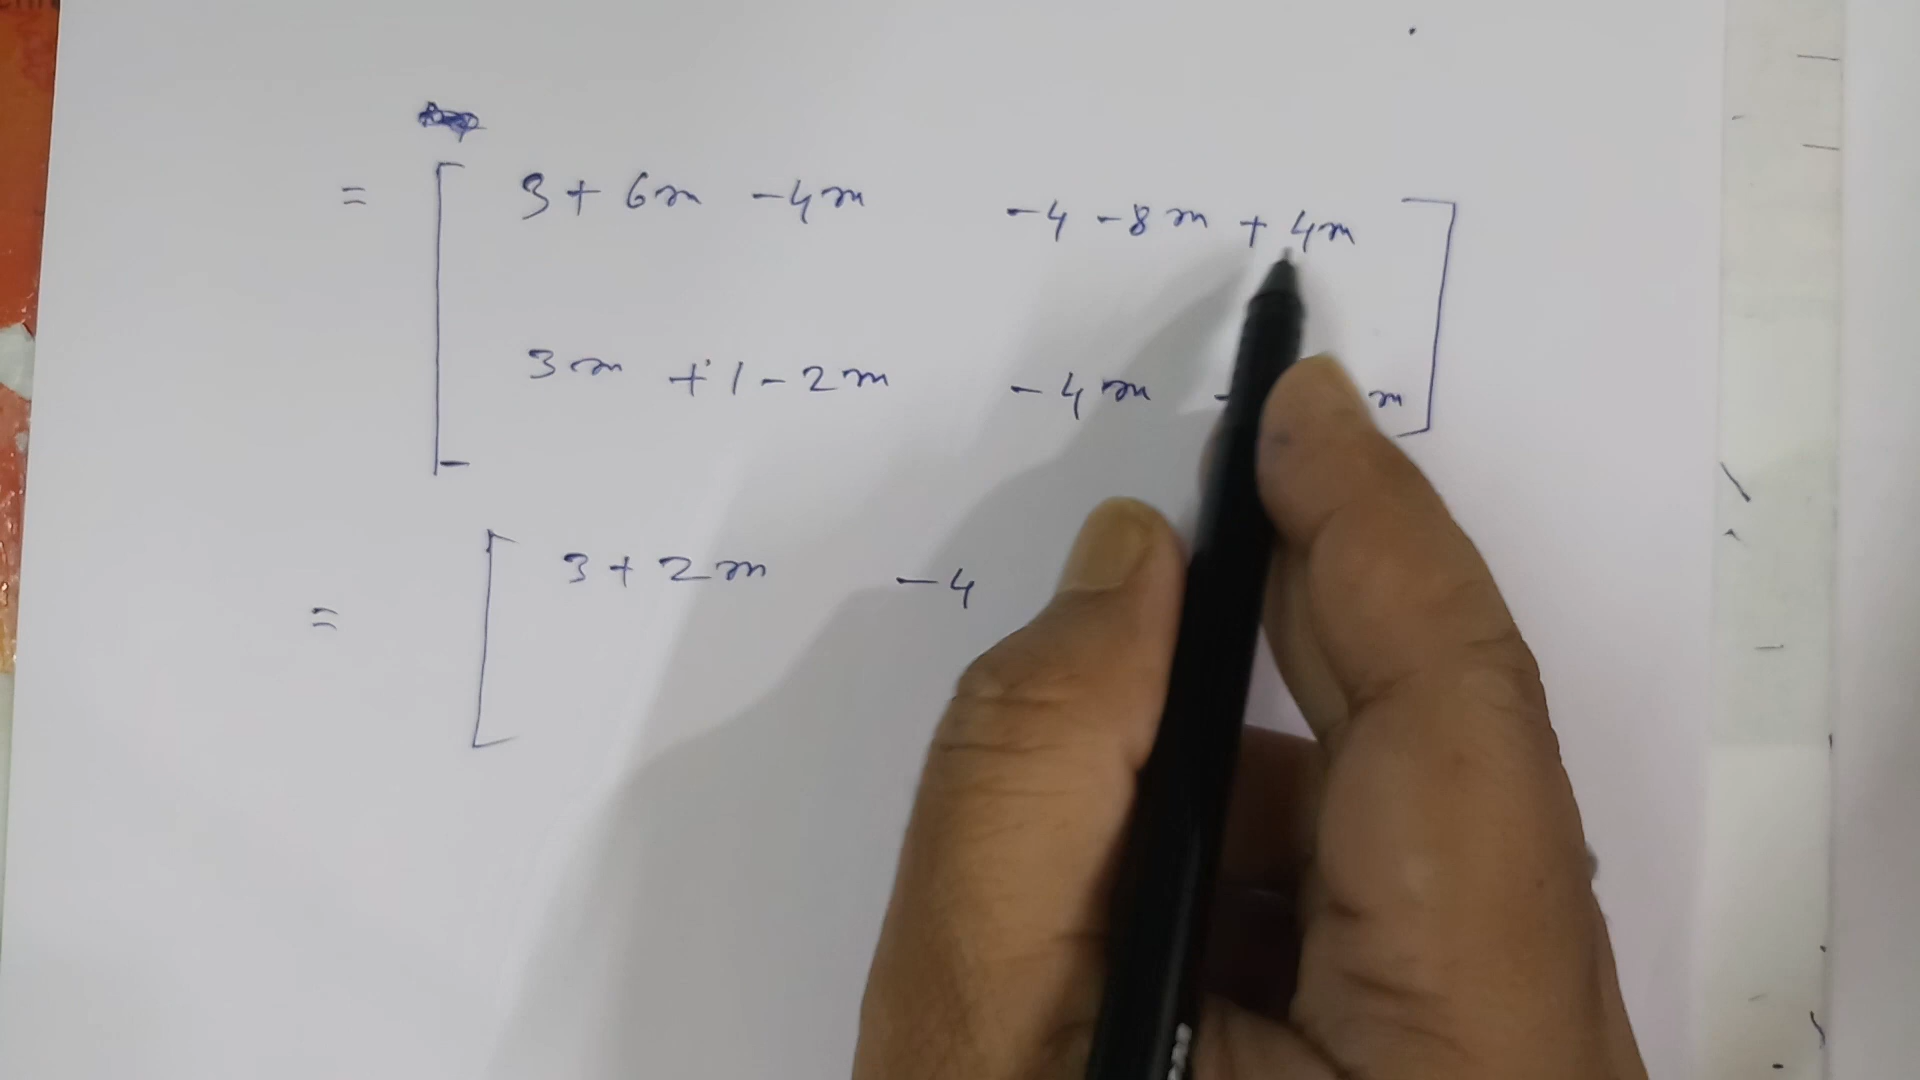 = [ 3 + 6m - 4m   -4 - 8m + 4m ]
3m + 1 - 2m   -4m - m
= [ 3 + 2m   -4